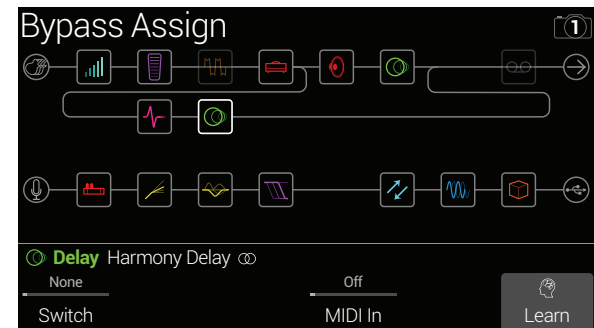 Bypass Assign
1
Delay Harmony Delay
None Off
Switch MIDI In Learn